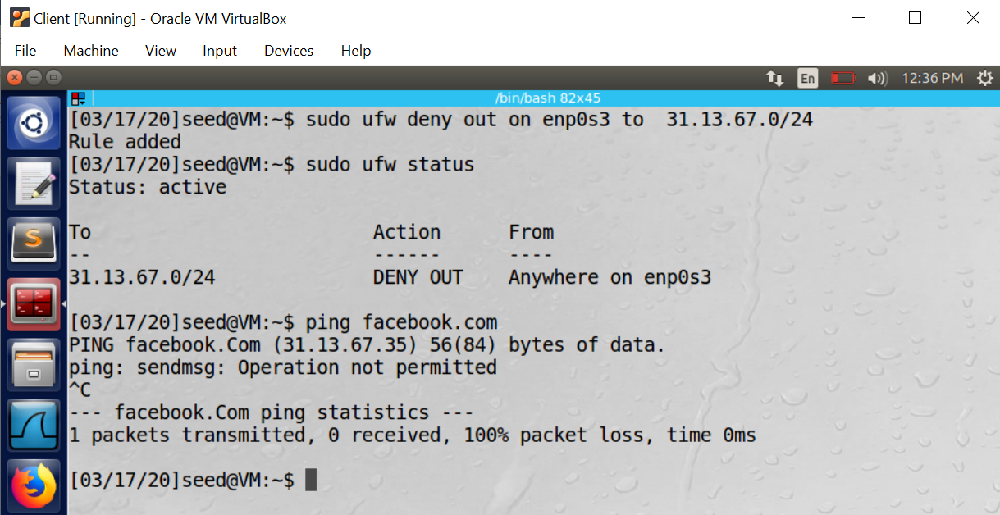 Client [Running] - Oracle VM VirtualBox
File Machine View Input Devices Help
En 12:36 PM
/bin/bash 82x45
[03/17/20]seed@VM:~$ sudo ufw deny out on enp0s3 to  31.13.67.0/24
Rule added
[03/17/20]seed@VM:~$ sudo ufw status
Status: active
To                         Action      From
--                         ------      ----
31.13.67.0/24              DENY OUT    Anywhere on enp0s3
[03/17/20]seed@VM:~$ ping facebook.com
PING facebook.Com (31.13.67.35) 56(84) bytes of data.
ping: sendmsg: Operation not permitted
^C
--- facebook.Com ping statistics ---
1 packets transmitted, 0 received, 100% packet loss, time 0ms
[03/17/20]seed@VM:~$